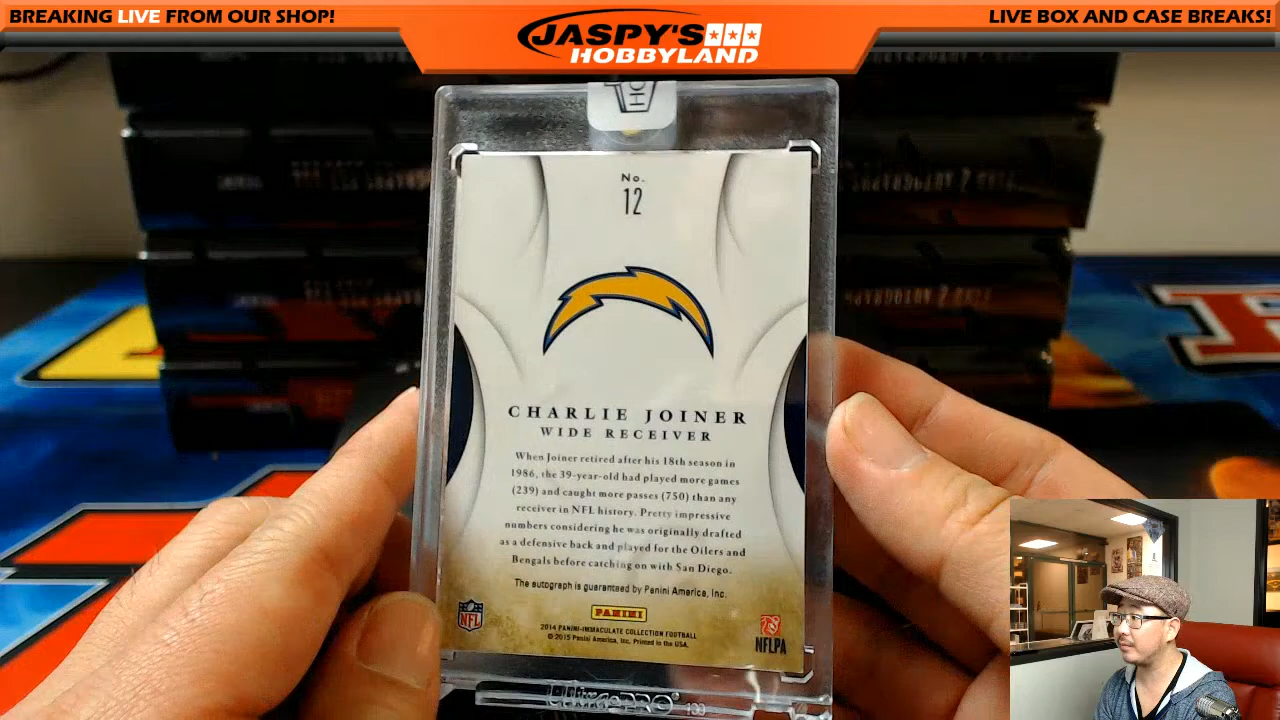 BREAKING LIVE FROM OUR SHOP!
JASPY'S
HOBBYLAND
LIVE BOX AND CASE BREAKS!
No.
12
CHARLIE JOINER
WIDE RECEIVER
When Joiner retired after his 18th season in
1986, the 39-year-old had played more games
(239) and caught more passes (750) than any
receiver in NFL history. Pretty impressive
numbers considering he was originally drafted
as a defensive back and played for the Oilers and
Bengals before catching on with San Diego.
The autograph is guaranteed by Panini America, Inc.
NFL
PANINI
2014 PANINI-IMMACULATE COLLECTION FOOTBALL
© 2015 Panini America, Inc. Printed in the USA.
NFLPA
Ultra PRO